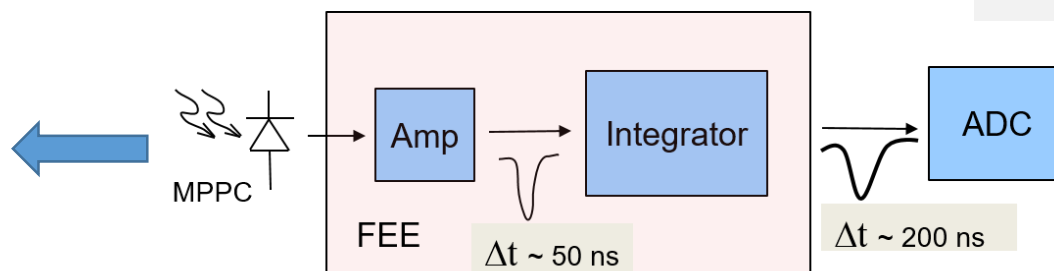 MPPC
Amp
Integrator
ADC
FEE
Δt ~ 50 ns
Δt ~ 200 ns